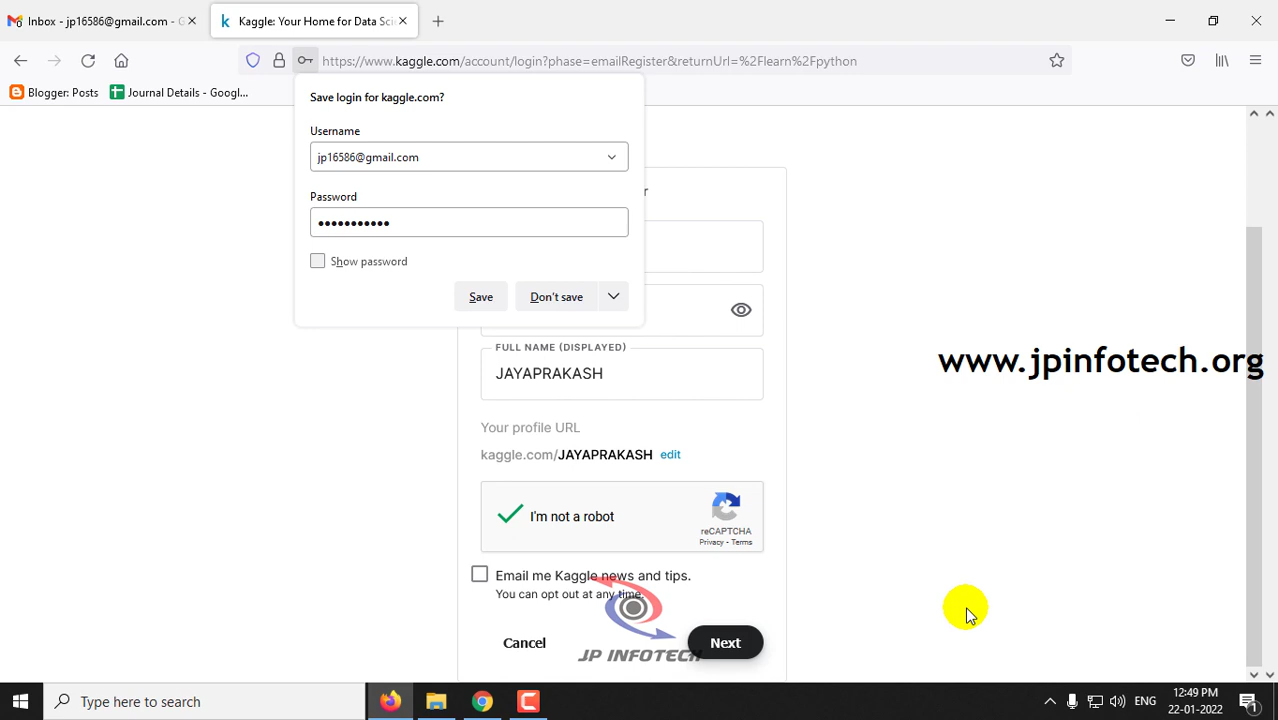 Inbox - jp16586@gmail.com - G
Kaggle: Your Home for Data Scie
https://www.kaggle.com/account/login?phase=emailRegister&returnUrl=%2Flearn%2Fpython
Blogger: Posts
Journal Details - Googl...
Save login for kaggle.com?
Username
jp16586@gmail.com
Password
•••••••••••
Show password
Save
Don't save
r
FULL NAME (DISPLAYED)
JAYAPRAKASH
www.jpinfotech.org
Your profile URL
kaggle.com/JAYAPRAKASH edit
I'm not a robot
reCAPTCHA
Privacy - Terms
Email me Kaggle news and tips.
You can opt out at any time.
Cancel
JP INFOTECH
Next
Type here to search
ENG
12:49 PM
22-01-2022
1